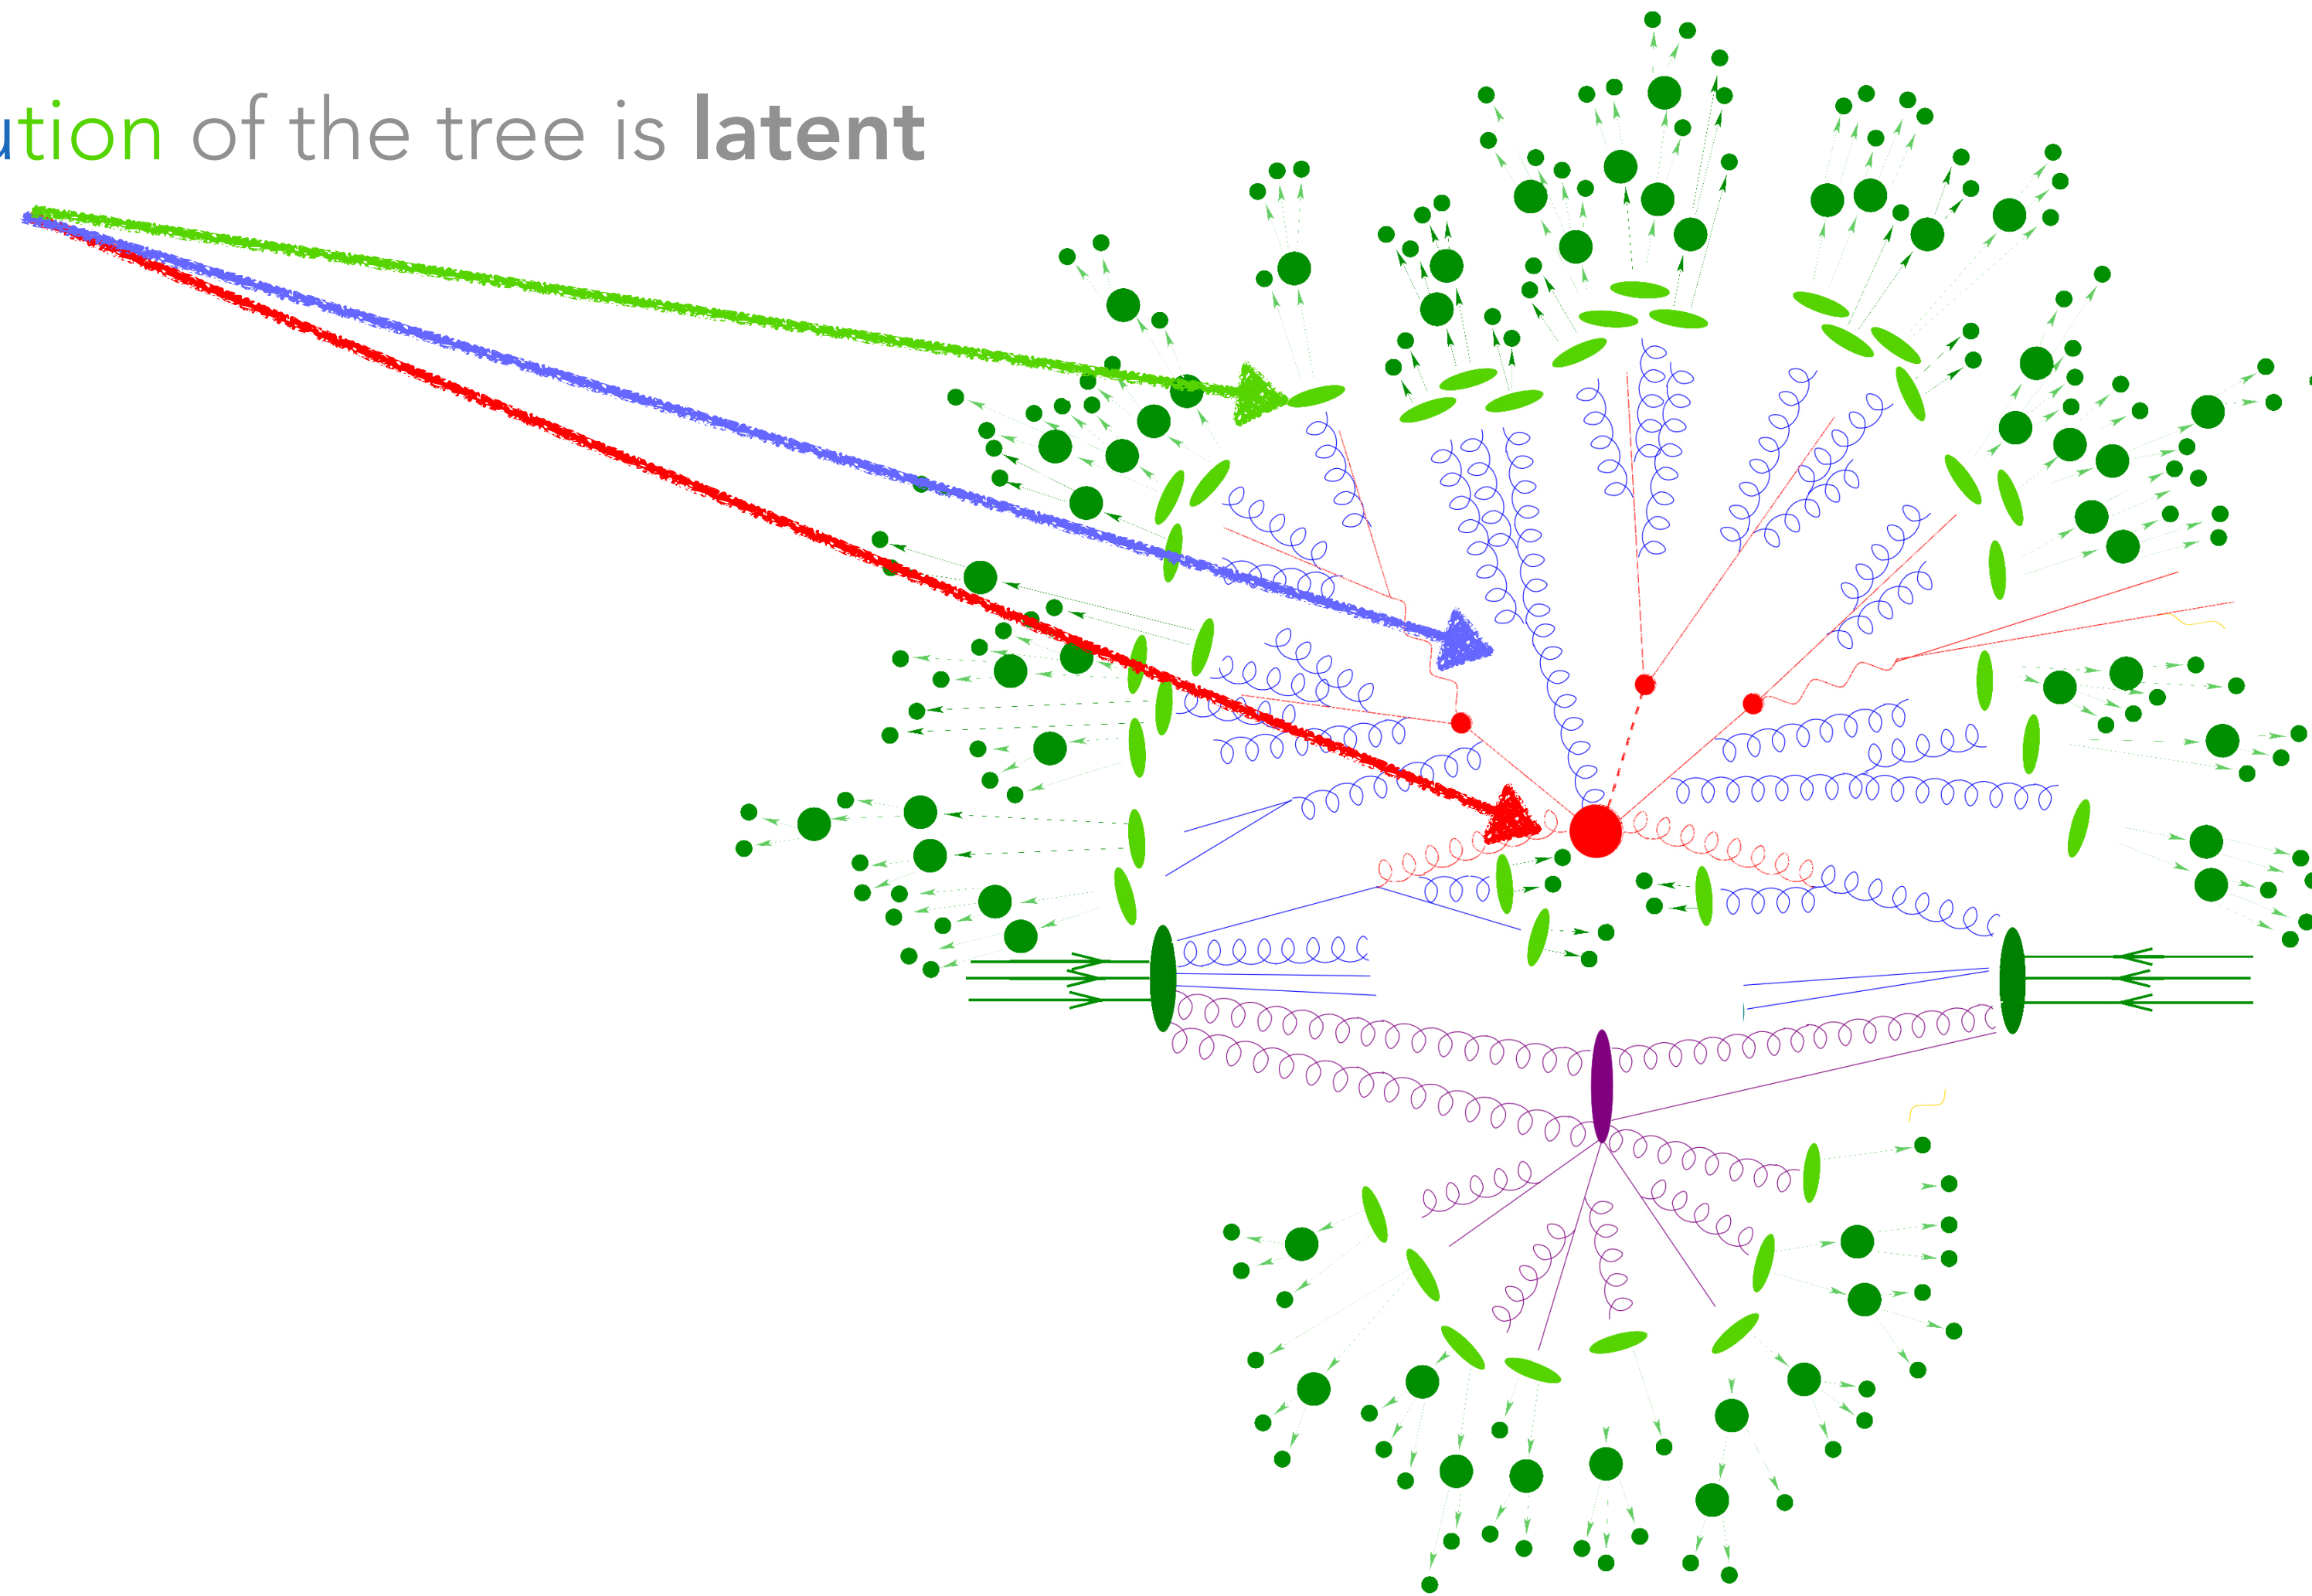 ution of the tree is latent